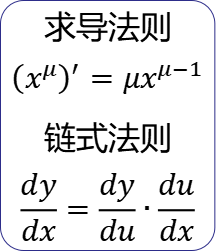 求导法则
(x^μ)' = μx^{μ−1}
链式法则
dy/dx = dy/du · du/dx